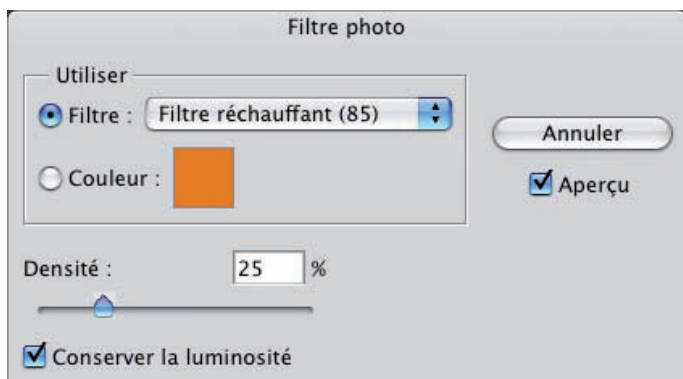 Filtre photo
Utiliser
Filtre : Filtre réchauffant (85)
Annuler
Couleur :
Aperçu
Densité : 25 %
Conserver la luminosité